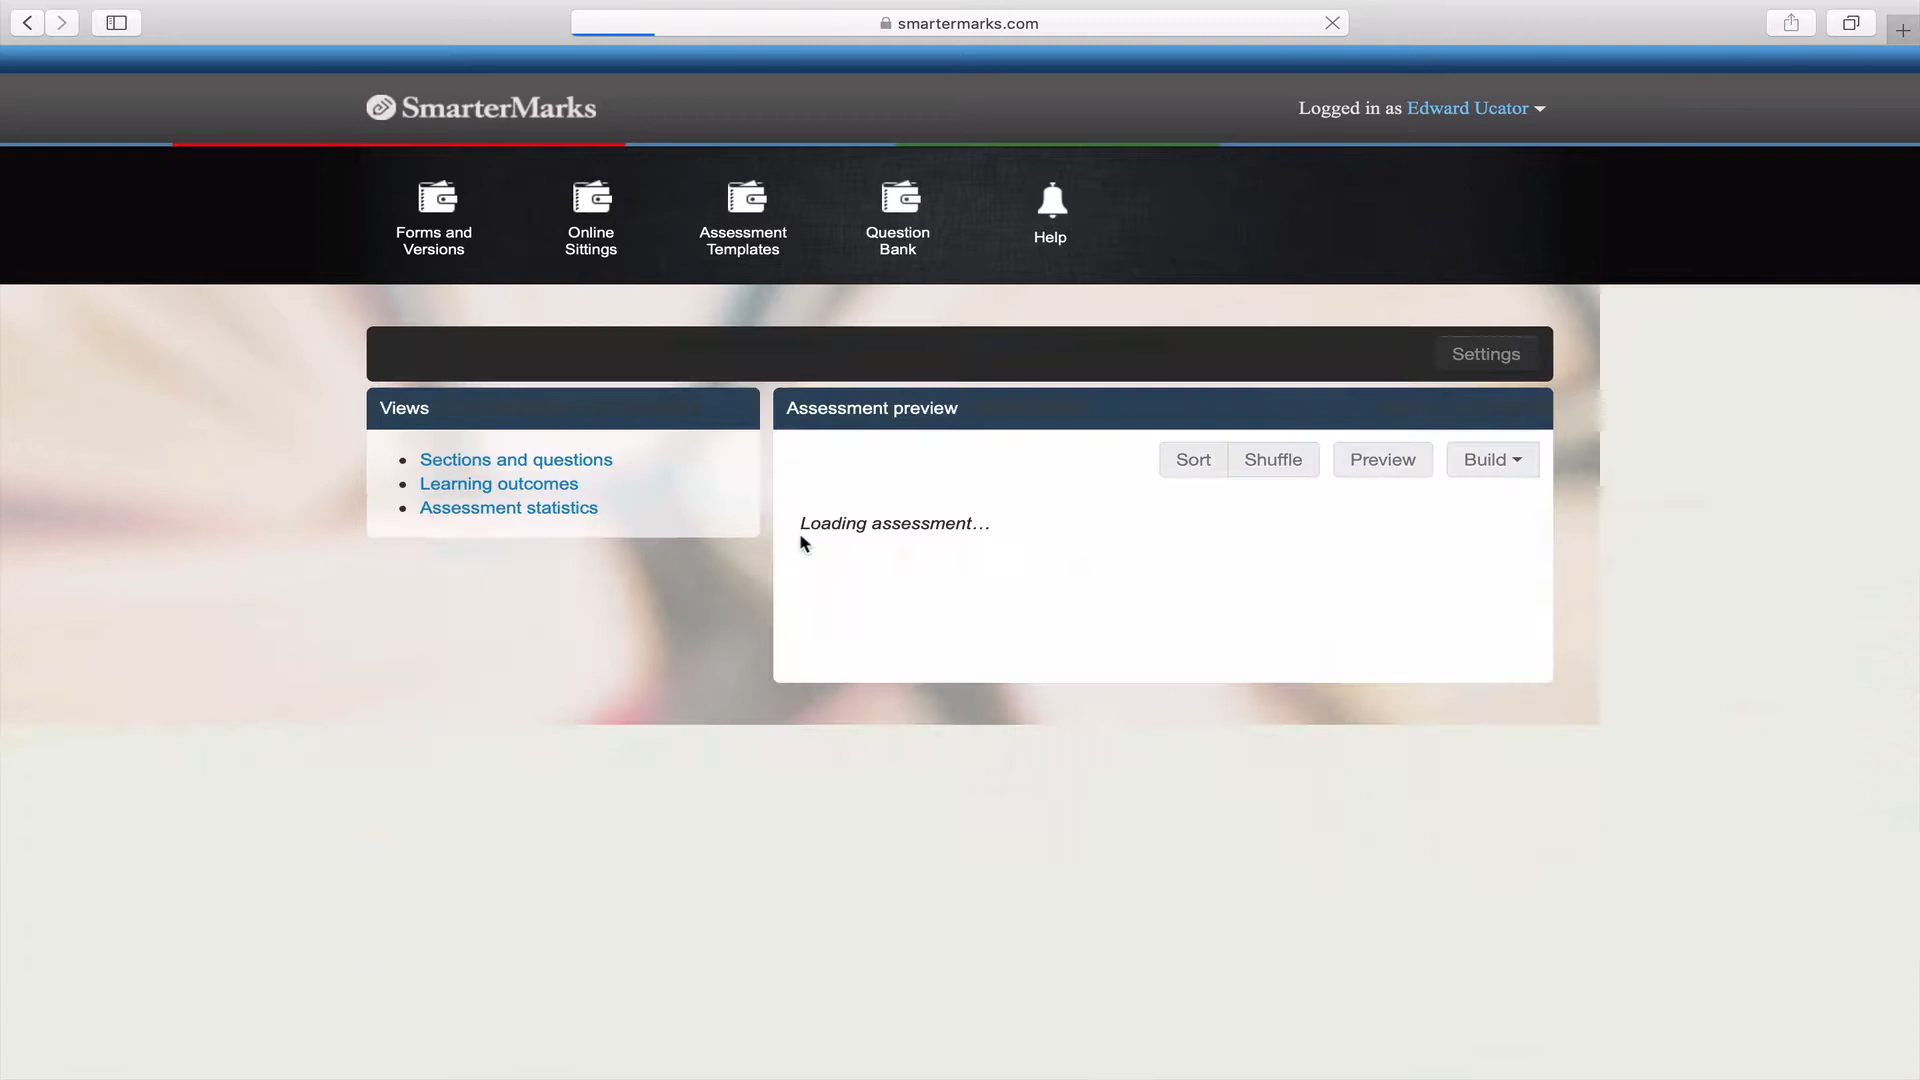 smartermarks.com
SmarterMarks
Logged in as Edward Ucator
Forms and
Versions
Online
Sittings
Assessment
Templates
Question
Bank
Help
Settings
Views
Sections and questions
Learning outcomes
Assessment statistics
Assessment preview
Sort
Shuffle
Preview
Build
Loading assessment...